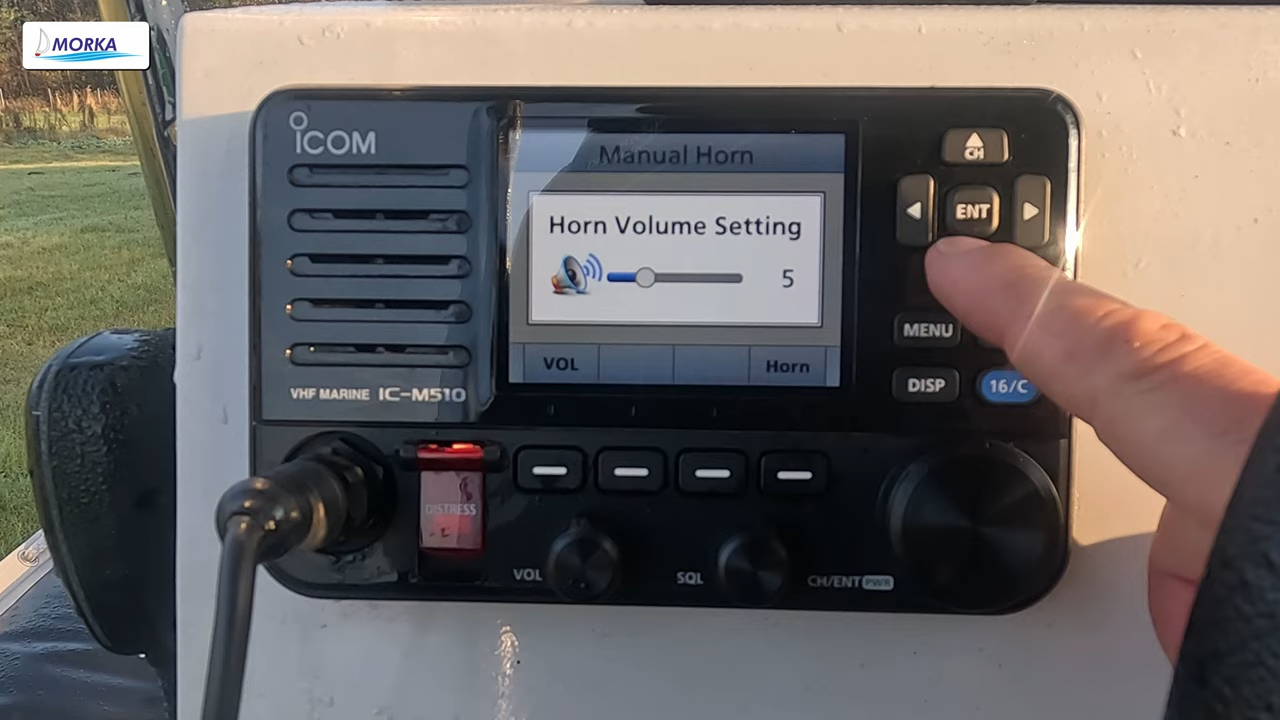 MORKA
ICOM
Manual Horn
Horn Volume Setting
5
VOL
Horn
VHF MARINE IC-M510
CH
ENT
MENU
DISP
16/C
DISTRESS
VOL
SQL
CH/ENT PWR